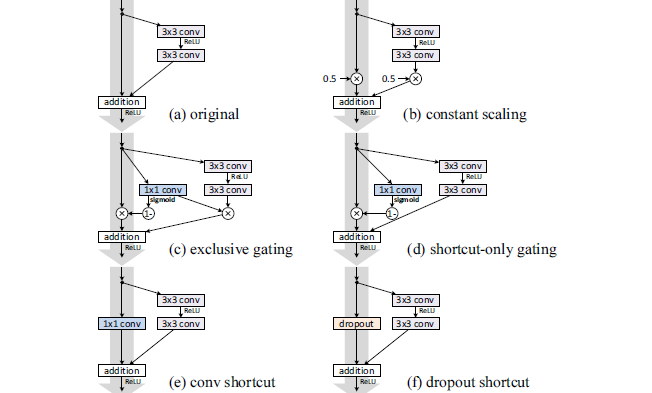 3x3 conv
ReLU
3x3 conv
addition
ReLU
(a) original
3x3 conv
ReLU
3x3 conv
0.5
×
0.5
×
addition
ReLU
(b) constant scaling
3x3 conv
ReLU
1x1 conv
3x3 conv
sigmoid
×
1-
×
addition
ReLU
(c) exclusive gating
3x3 conv
ReLU
1x1 conv
3x3 conv
sigmoid
×
1-
addition
ReLU
(d) shortcut-only gating
3x3 conv
ReLU
1x1 conv
3x3 conv
addition
ReLU
(e) conv shortcut
3x3 conv
ReLU
dropout
3x3 conv
addition
ReLU
(f) dropout shortcut